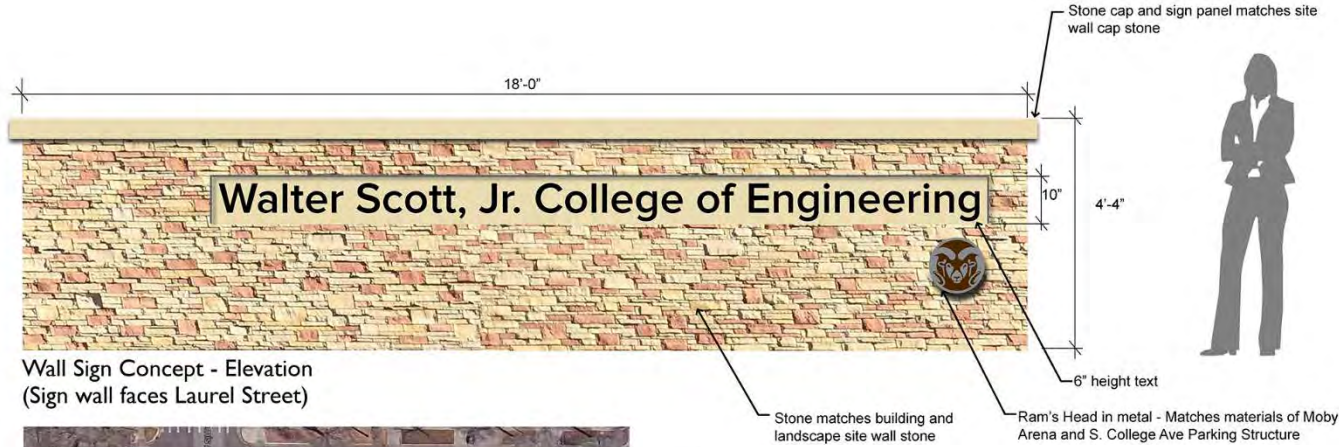 Stone cap and sign panel matches site
wall cap stone
18'-0"
Walter Scott, Jr. College of Engineering
10"
4'-4"
Wall Sign Concept - Elevation
(Sign wall faces Laurel Street)
6" height text
Stone matches building and
landscape site wall stone
Ram's Head in metal - Matches materials of Moby
Arena and S. College Ave Parking Structure